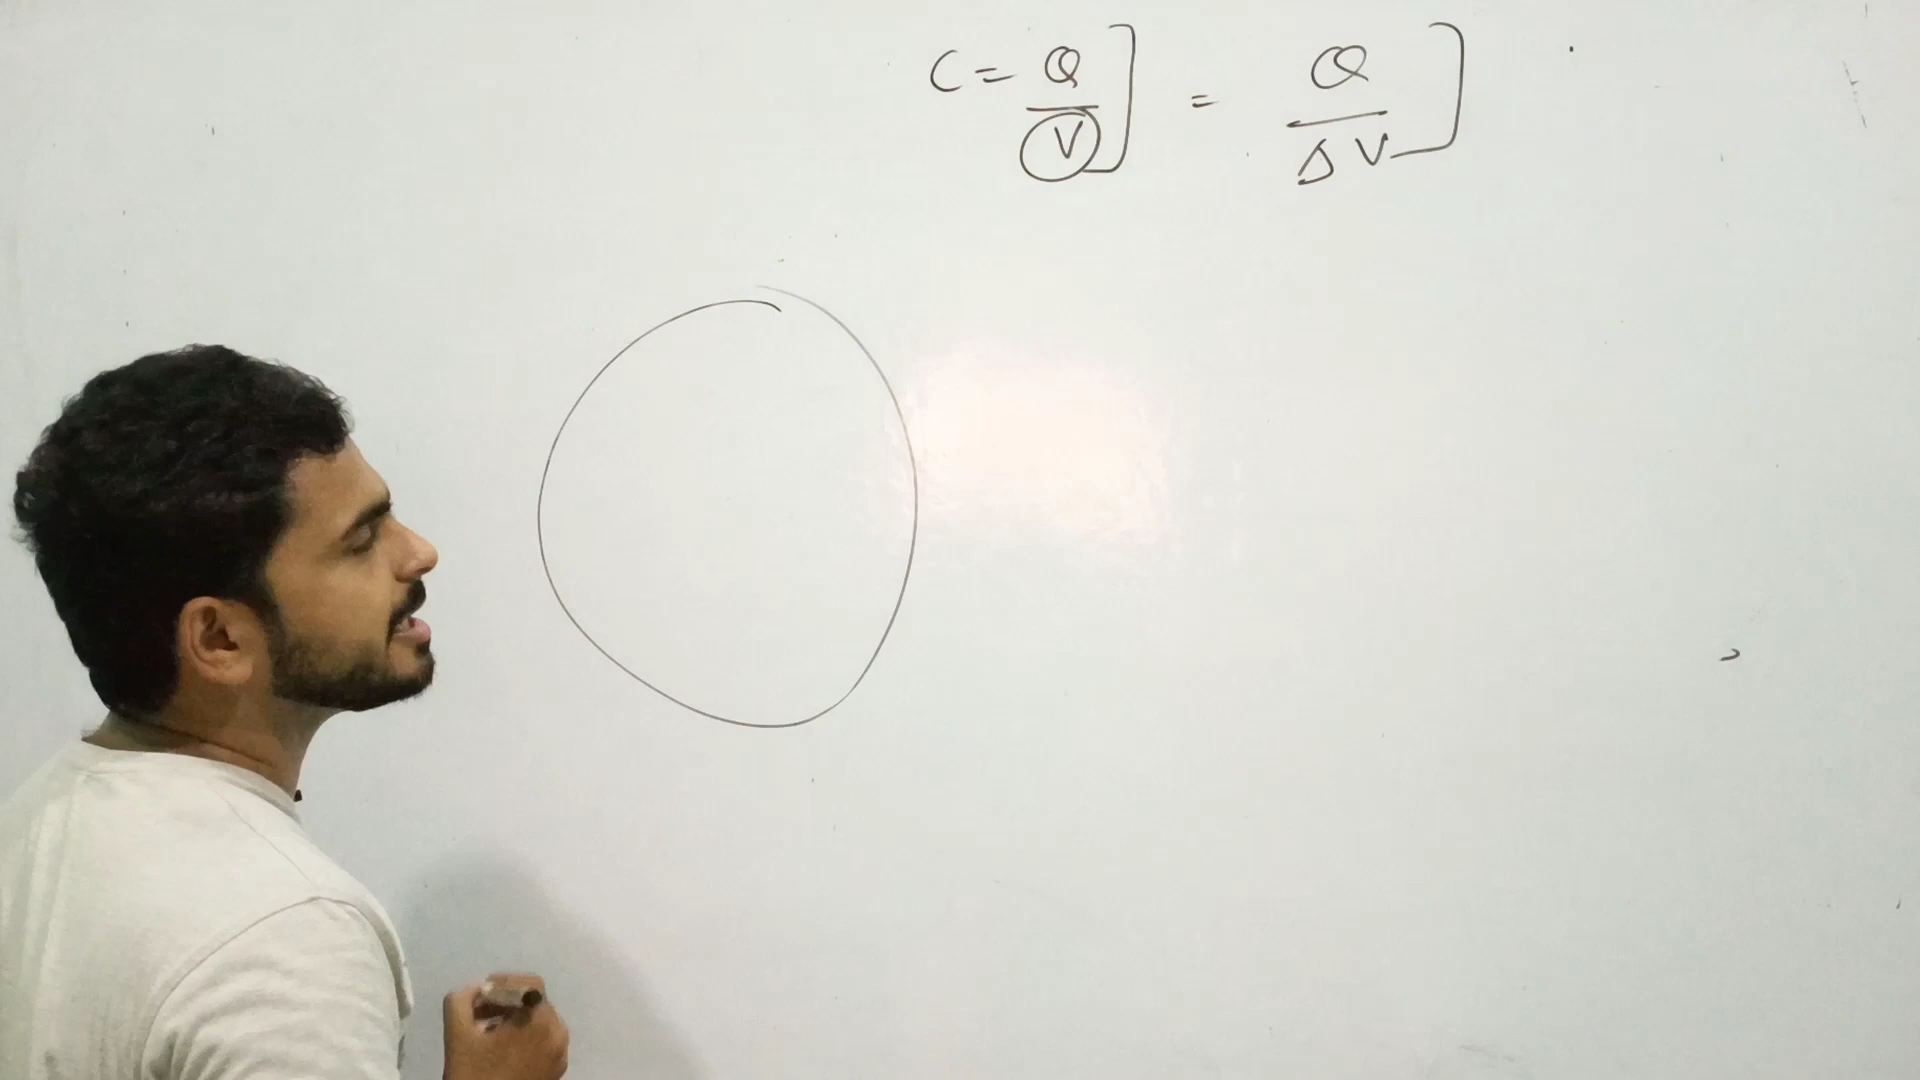 C = Q/V ] = Q/ΔV ]